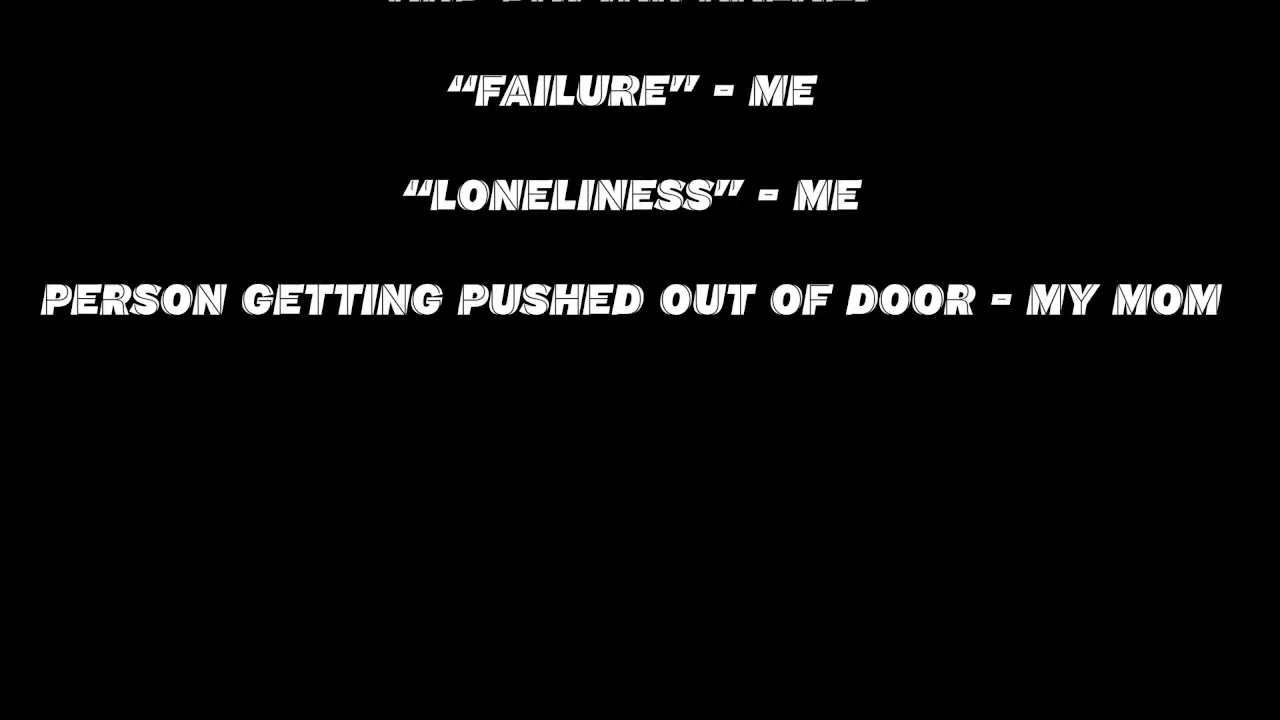 “FAILURE” - ME
“LONELINESS” - ME
PERSON GETTING PUSHED OUT OF DOOR - MY MOM